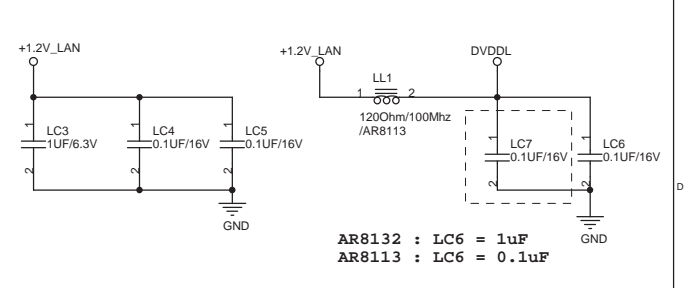 +1.2V_LAN
1
LC3
1UF/6.3V
2
1
LC4
0.1UF/16V
2
1
LC5
0.1UF/16V
2
GND
+1.2V_LAN
DVDDL
LL1
1
2
120Ohm/100Mhz
/AR8113
1
LC7
0.1UF/16V
2
1
LC6
0.1UF/16V
2
GND
D
AR8132 : LC6 = 1uF
AR8113 : LC6 = 0.1uF